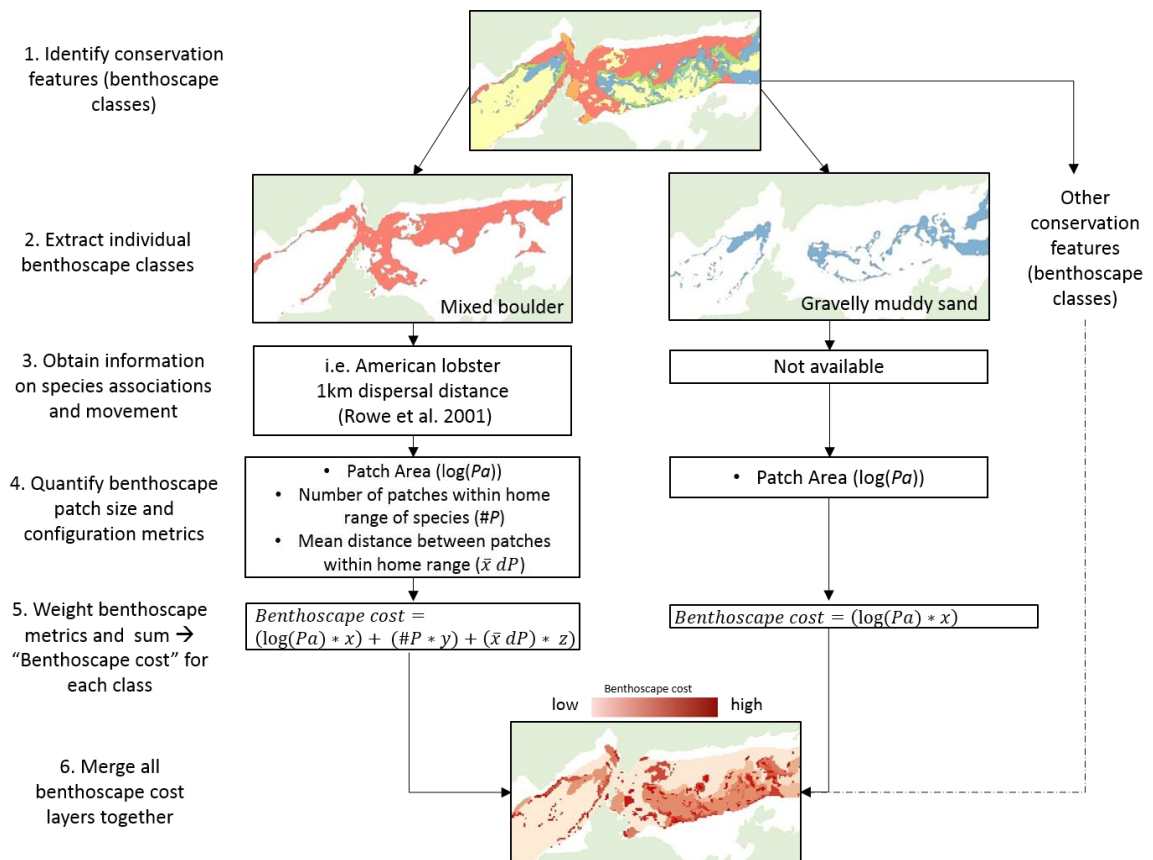 1. Identify conservation
features (benthoscape
classes)
2. Extract individual
benthoscape classes
Mixed boulder
Gravelly muddy sand
Other
conservation
features
(benthoscape
classes)
3. Obtain information
on species associations
and movement
i.e. American lobster
1km dispersal distance
(Rowe et al. 2001)
Not available
4. Quantify benthoscape
patch size and
configuration metrics
• Patch Area (log(Pa))
• Number of patches within home
range of species (#P)
• Mean distance between patches
within home range (x̄ dP)
• Patch Area (log(Pa))
5. Weight benthoscape
metrics and sum →
“Benthoscape cost” for
each class
Benthoscape cost =
(log(Pa) * x) + (#P * y) + (x̄ dP) * z)
Benthoscape cost = (log(Pa) * x)
Benthoscape cost
low high
6. Merge all
benthoscape cost
layers together